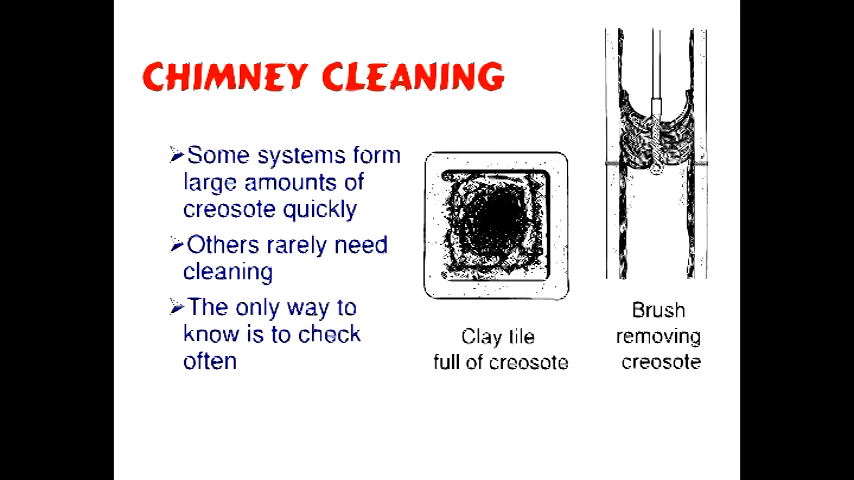 CHIMNEY CLEANING
➢Some systems form
large amounts of
creosote quickly
➢Others rarely need
cleaning
➢The only way to
know is to check
often
Clay tile
full of creosote
Brush
removing
creosote